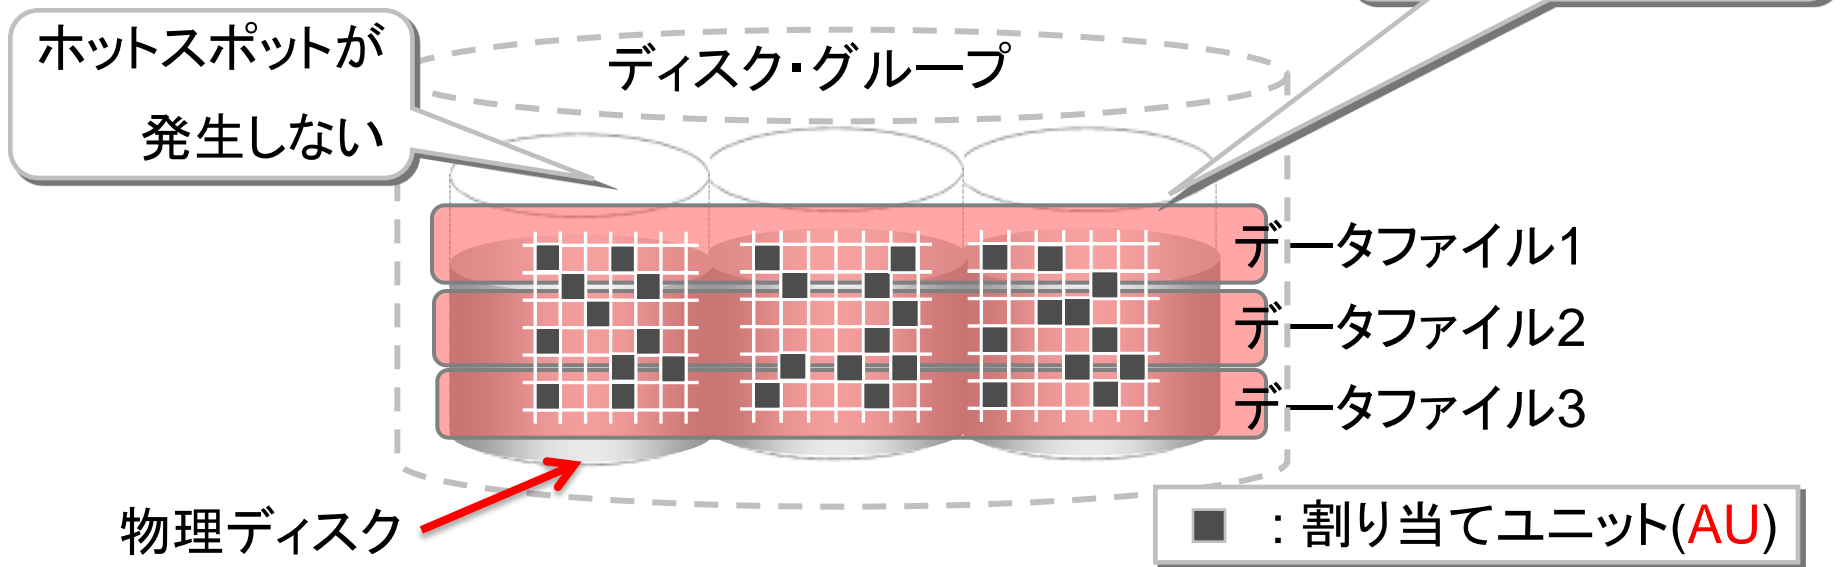 ホットスポットが
発生しない
ディスク・グループ
データファイル1
データファイル2
データファイル3
物理ディスク
■ : 割り当てユニット(AU)